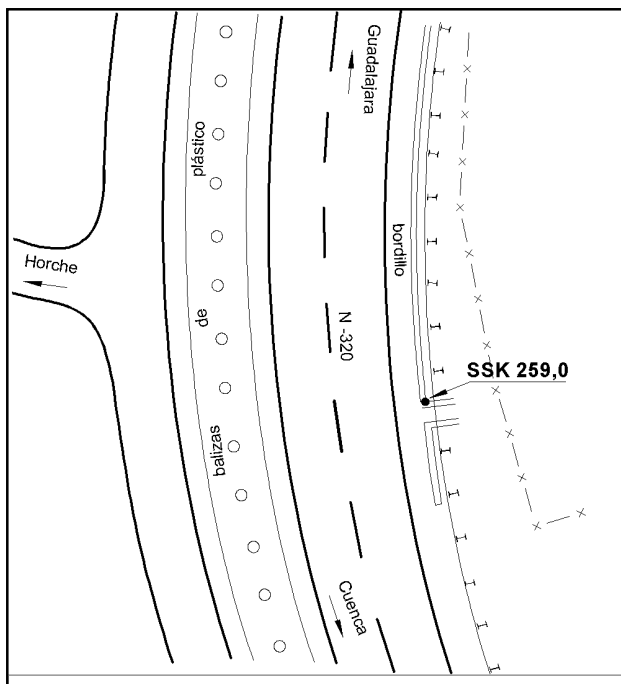 Guadalajara
plástico
bordillo
Horche
de
N -320
SSK 259,0
balizas
Cuenca